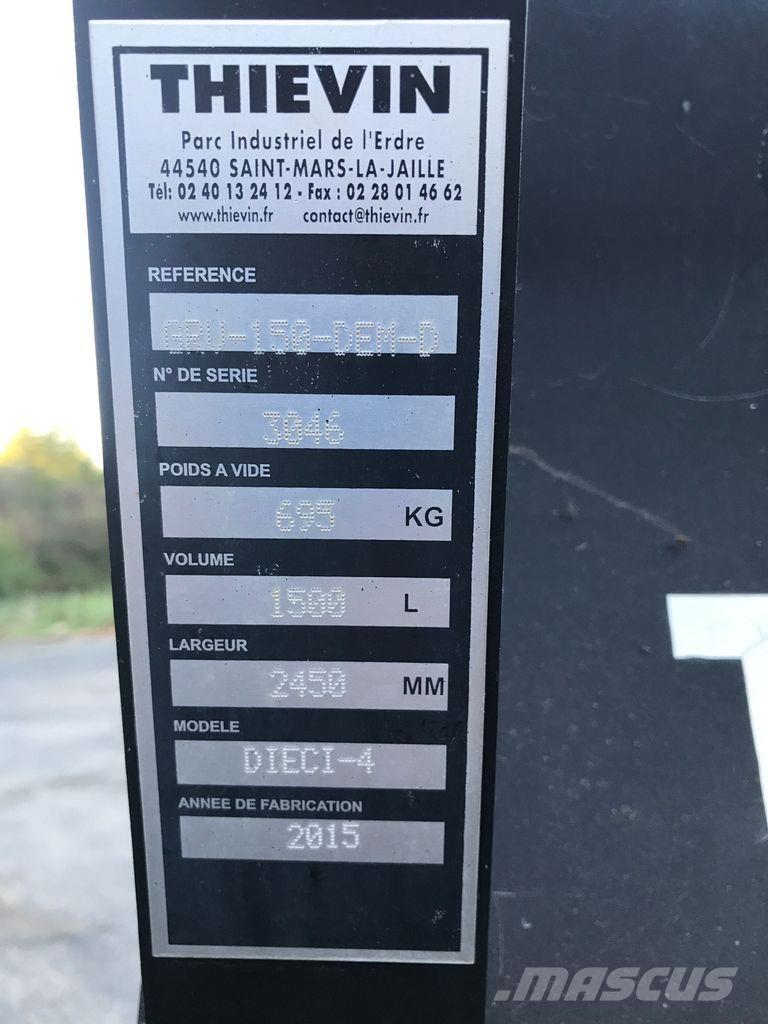 THIEVIN
Parc Industriel de l'Erdre
44540 SAINT-MARS-LA-JAILLE
Tél: 02 40 13 24 12 - Fax : 02 28 01 46 62
www.thievin.fr contact@thievin.fr
REFERENCE
GRV-150-DEM-D
N° DE SERIE
3046
POIDS A VIDE
695 KG
VOLUME
1500 L
LARGEUR
2450 MM
MODELE
DIECI-4
ANNEE DE FABRICATION
2015
.MASCUS